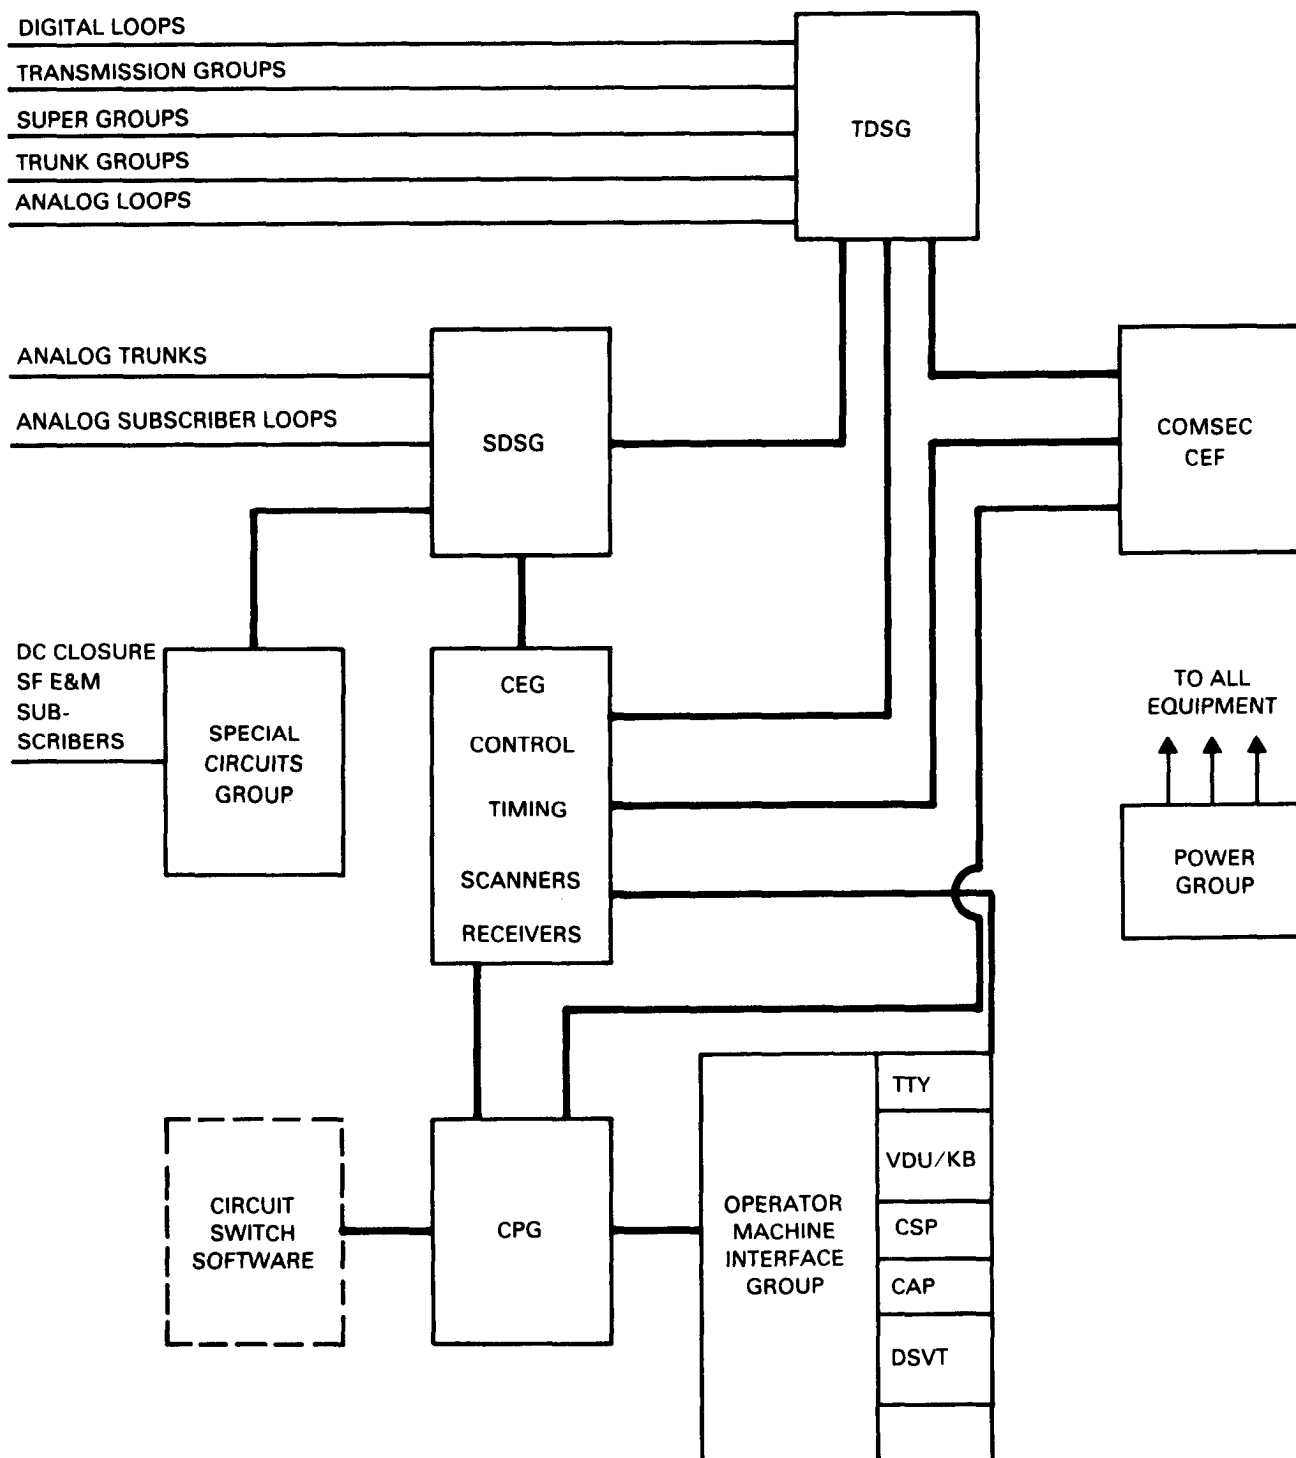 DIGITAL LOOPS
TRANSMISSION GROUPS
SUPER GROUPS
TRUNK GROUPS
ANALOG LOOPS
TDSG
ANALOG TRUNKS
ANALOG SUBSCRIBER LOOPS
SDSG
COMSEC
CEF
DC CLOSURE
SF E&M
SUB-
SCRIBERS
SPECIAL
CIRCUITS
GROUP
CEG
CONTROL
TIMING
SCANNERS
RECEIVERS
TO ALL
EQUIPMENT
POWER
GROUP
CIRCUIT
SWITCH
SOFTWARE
CPG
OPERATOR
MACHINE
INTERFACE
GROUP
TTY
VDU/KB
CSP
CAP
DSVT